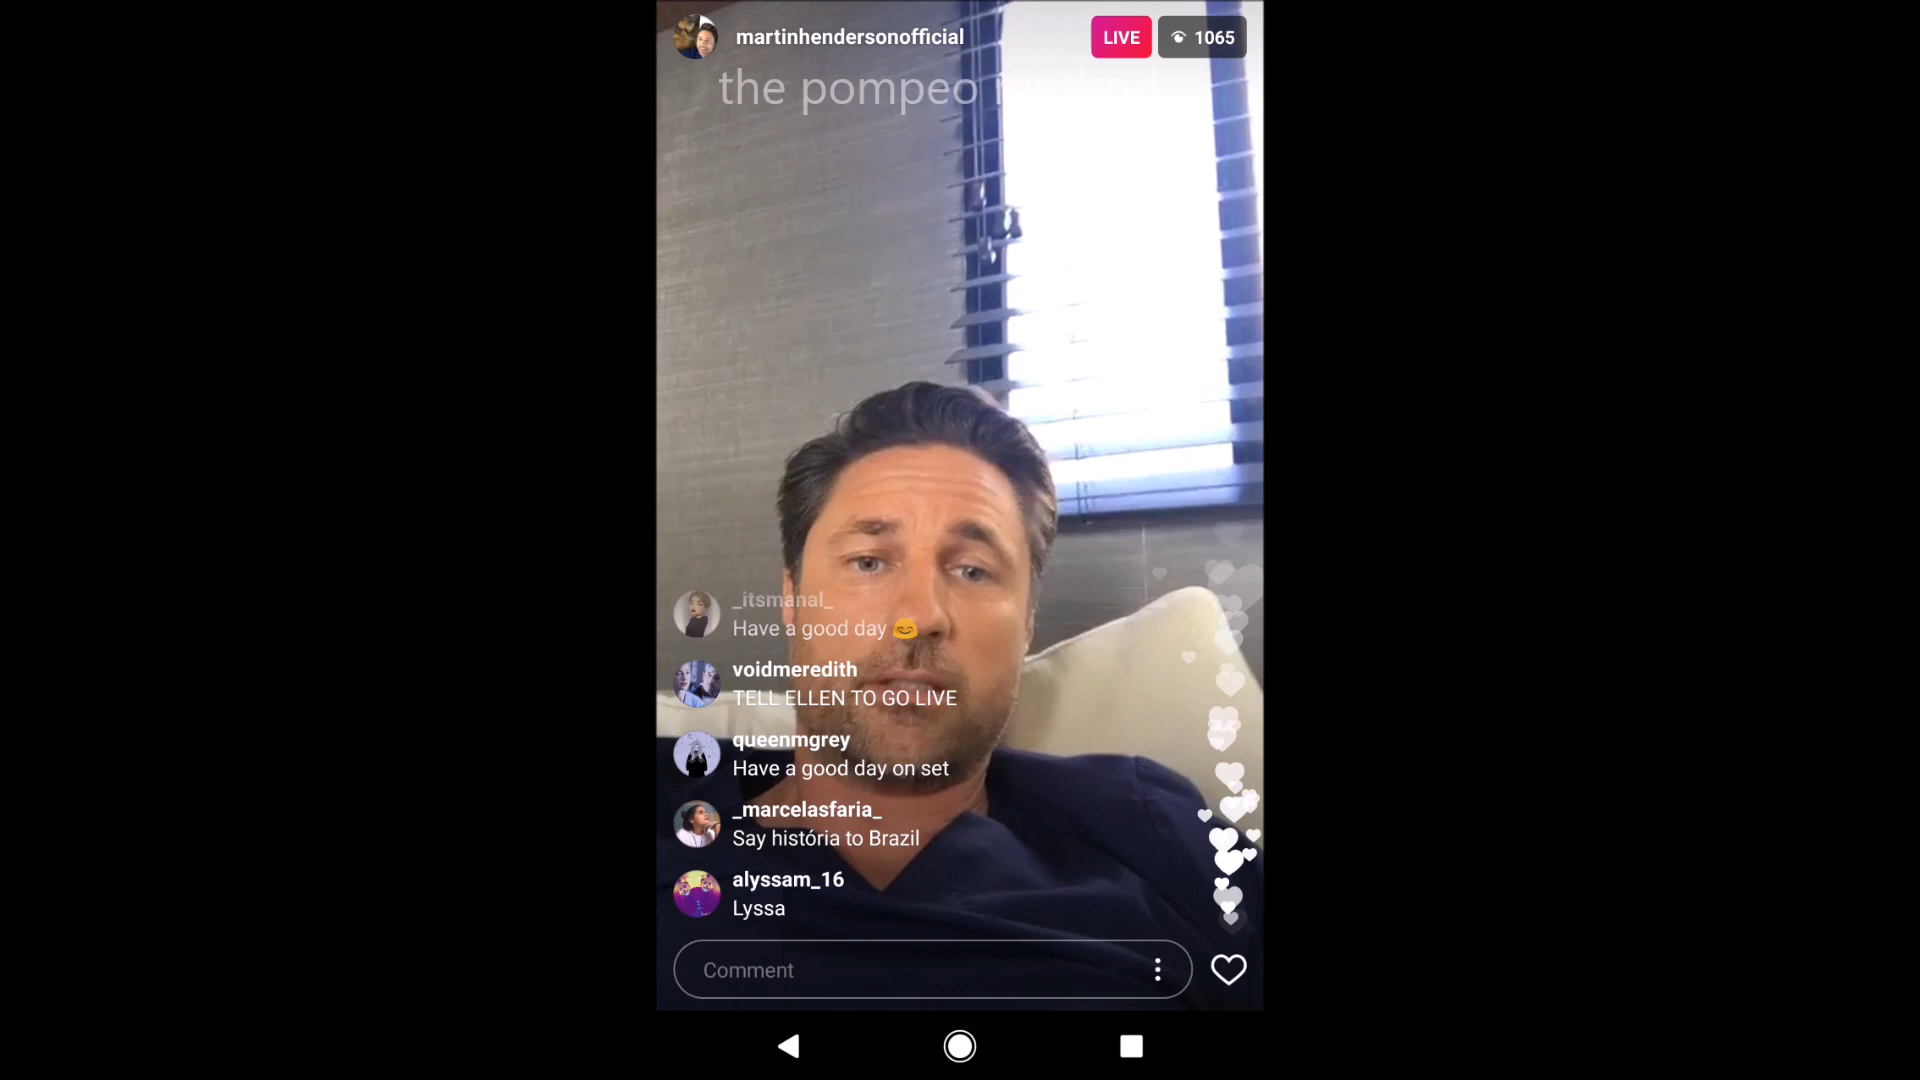 martinhendersonofficial
LIVE
1065
the pompeo method
_itsmanal_
Have a good day
voidmeredith
TELL ELLEN TO GO LIVE
queenmgrey
Have a good day on set
_marcelasfaria_
Say história to Brazil
alyssam_16
Lyssa
Comment